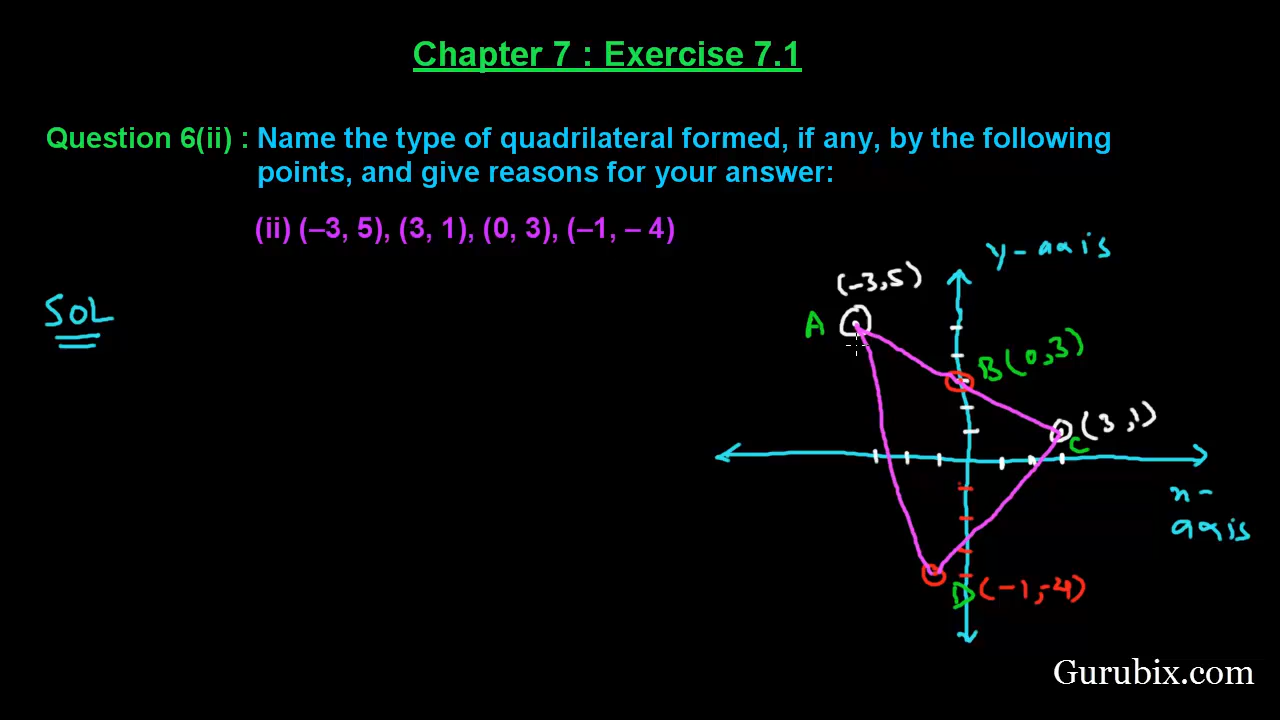 Chapter 7 : Exercise 7.1
Question 6(ii) : Name the type of quadrilateral formed, if any, by the following
points, and give reasons for your answer:
(ii) (–3, 5), (3, 1), (0, 3), (–1, – 4)
SOL
y-axis
(-3,5)
A
B(0,3)
(3,1)
C
x-
axis
D(-1,-4)
Gurubix.com